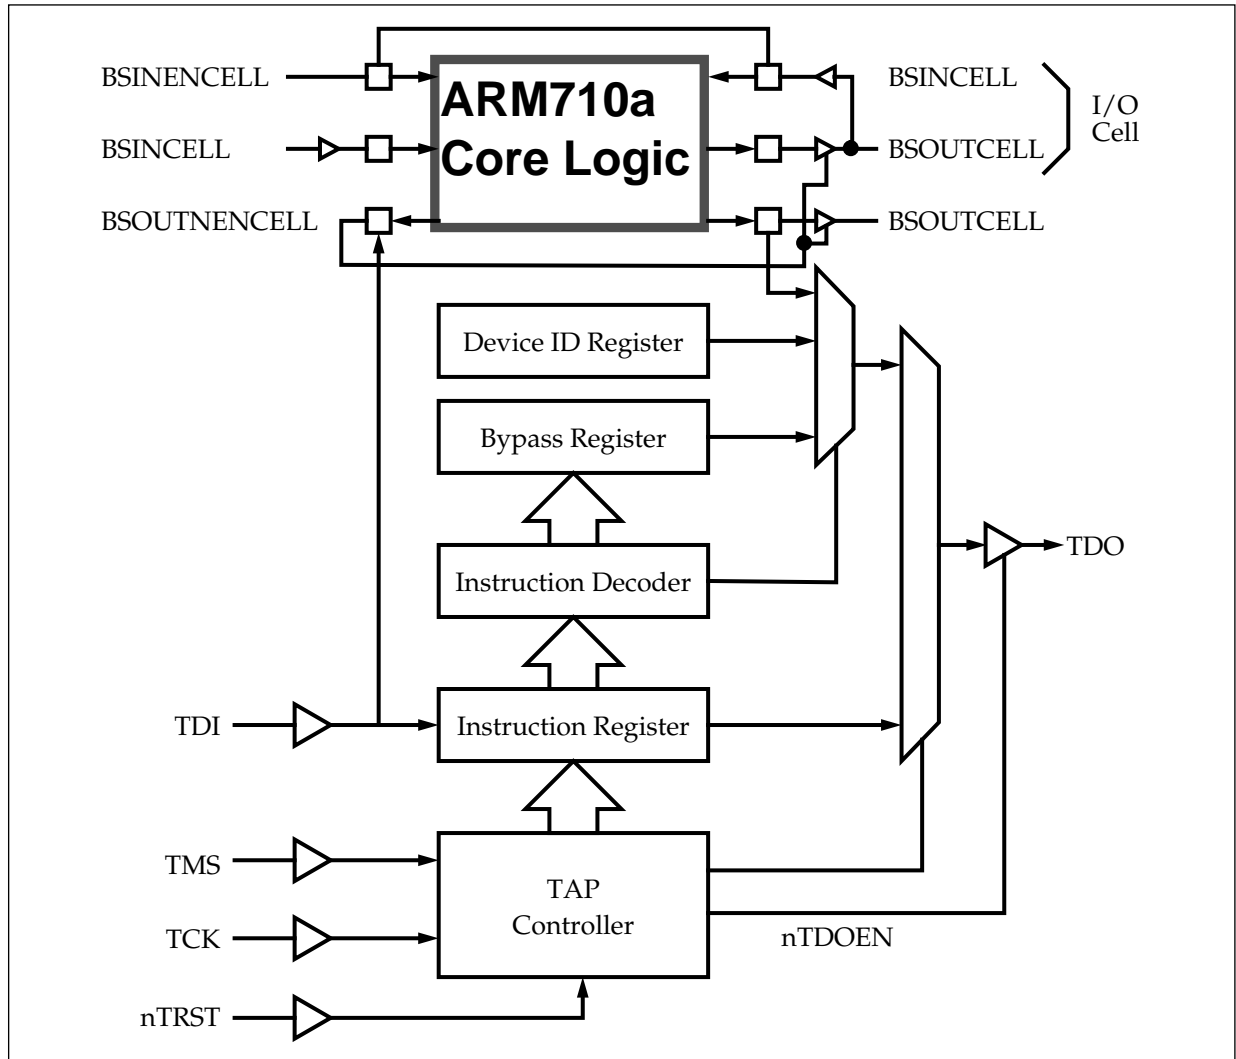 BSINENCELL
ARM710a
BSINCELL
I/O
Cell
BSINCELL
Core Logic
BSOUTCELL
BSOUTNENCELL
BSOUTCELL
Device ID Register
Bypass Register
Instruction Decoder
TDO
TDI
Instruction Register
TMS
TAP
Controller
TCK
nTDOEN
nTRST